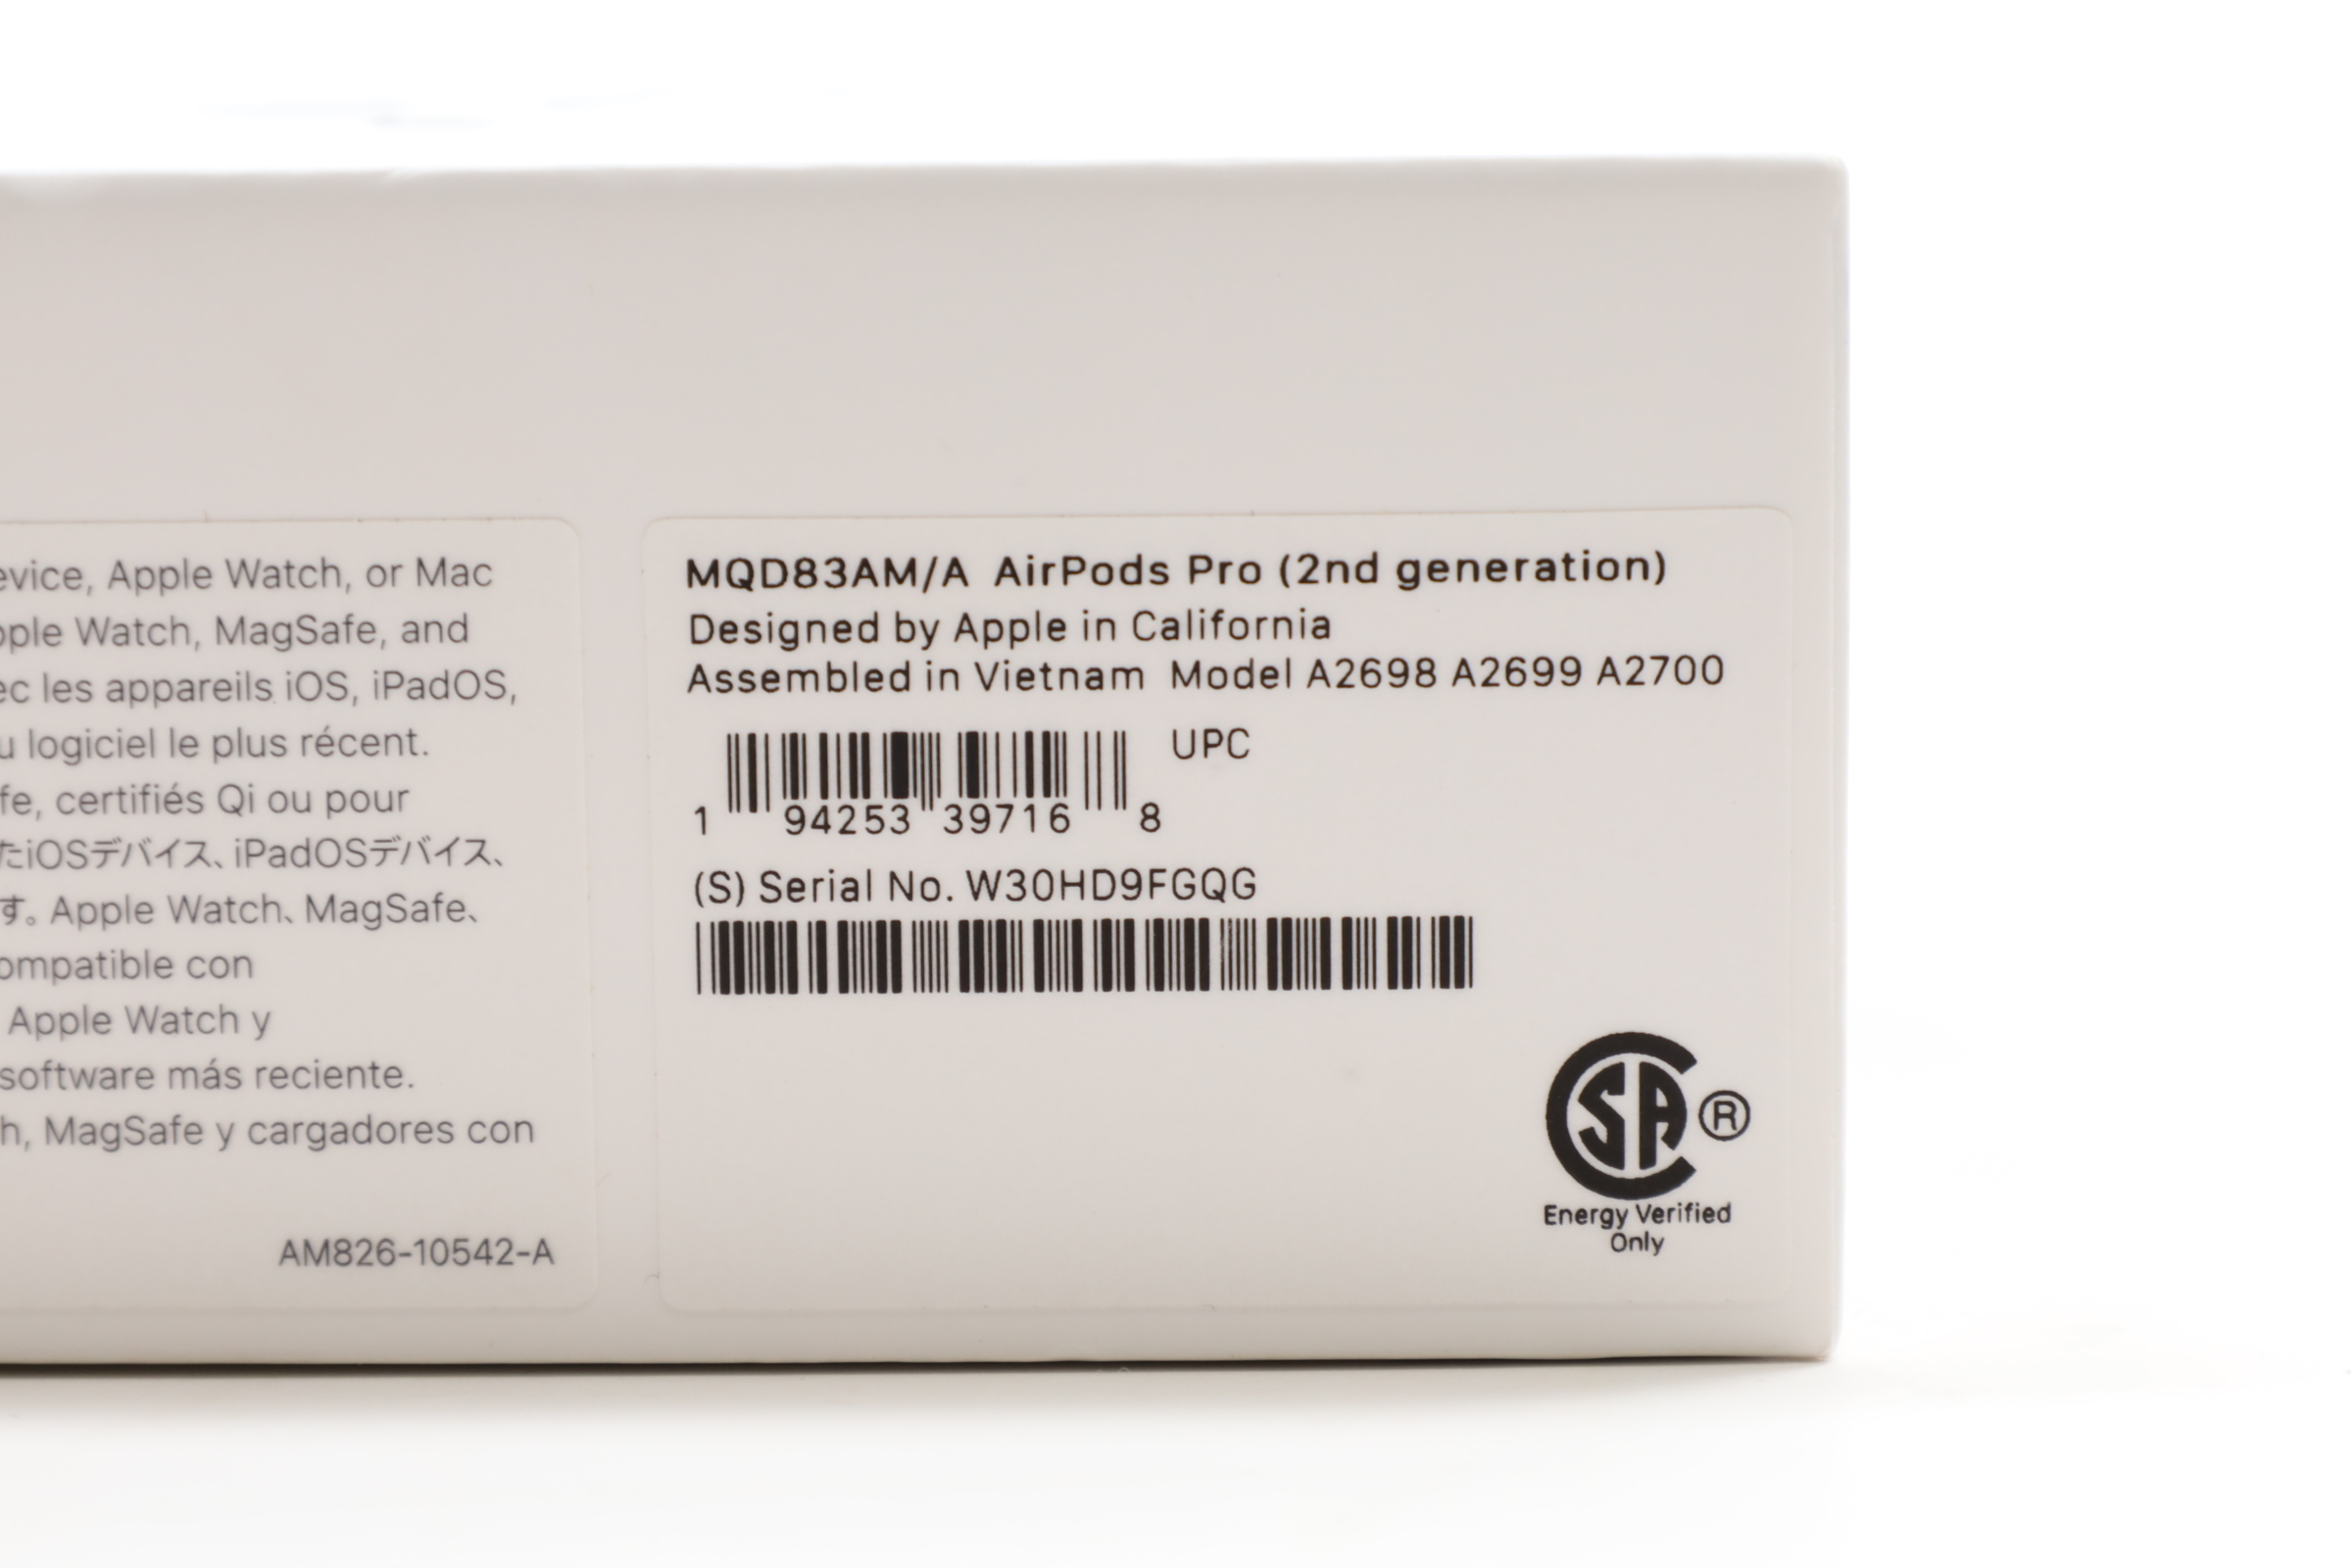 evice, Apple Watch, or Mac
pple Watch, MagSafe, and
ec les appareils iOS, iPadOS,
u logiciel le plus récent.
fe, certifiés Qi ou pour
たiOSデバイス、iPadOSデバイス、
す。Apple Watch、MagSafe、
ompatible con
Apple Watch y
software más reciente.
h, MagSafe y cargadores con
AM826-10542-A
MQD83AM/A AirPods Pro (2nd generation)
Designed by Apple in California
Assembled in Vietnam Model A2698 A2699 A2700
UPC
1 94253 39716 8
(S) Serial No. W30HD9FGQG
CSA®
Energy Verified
Only